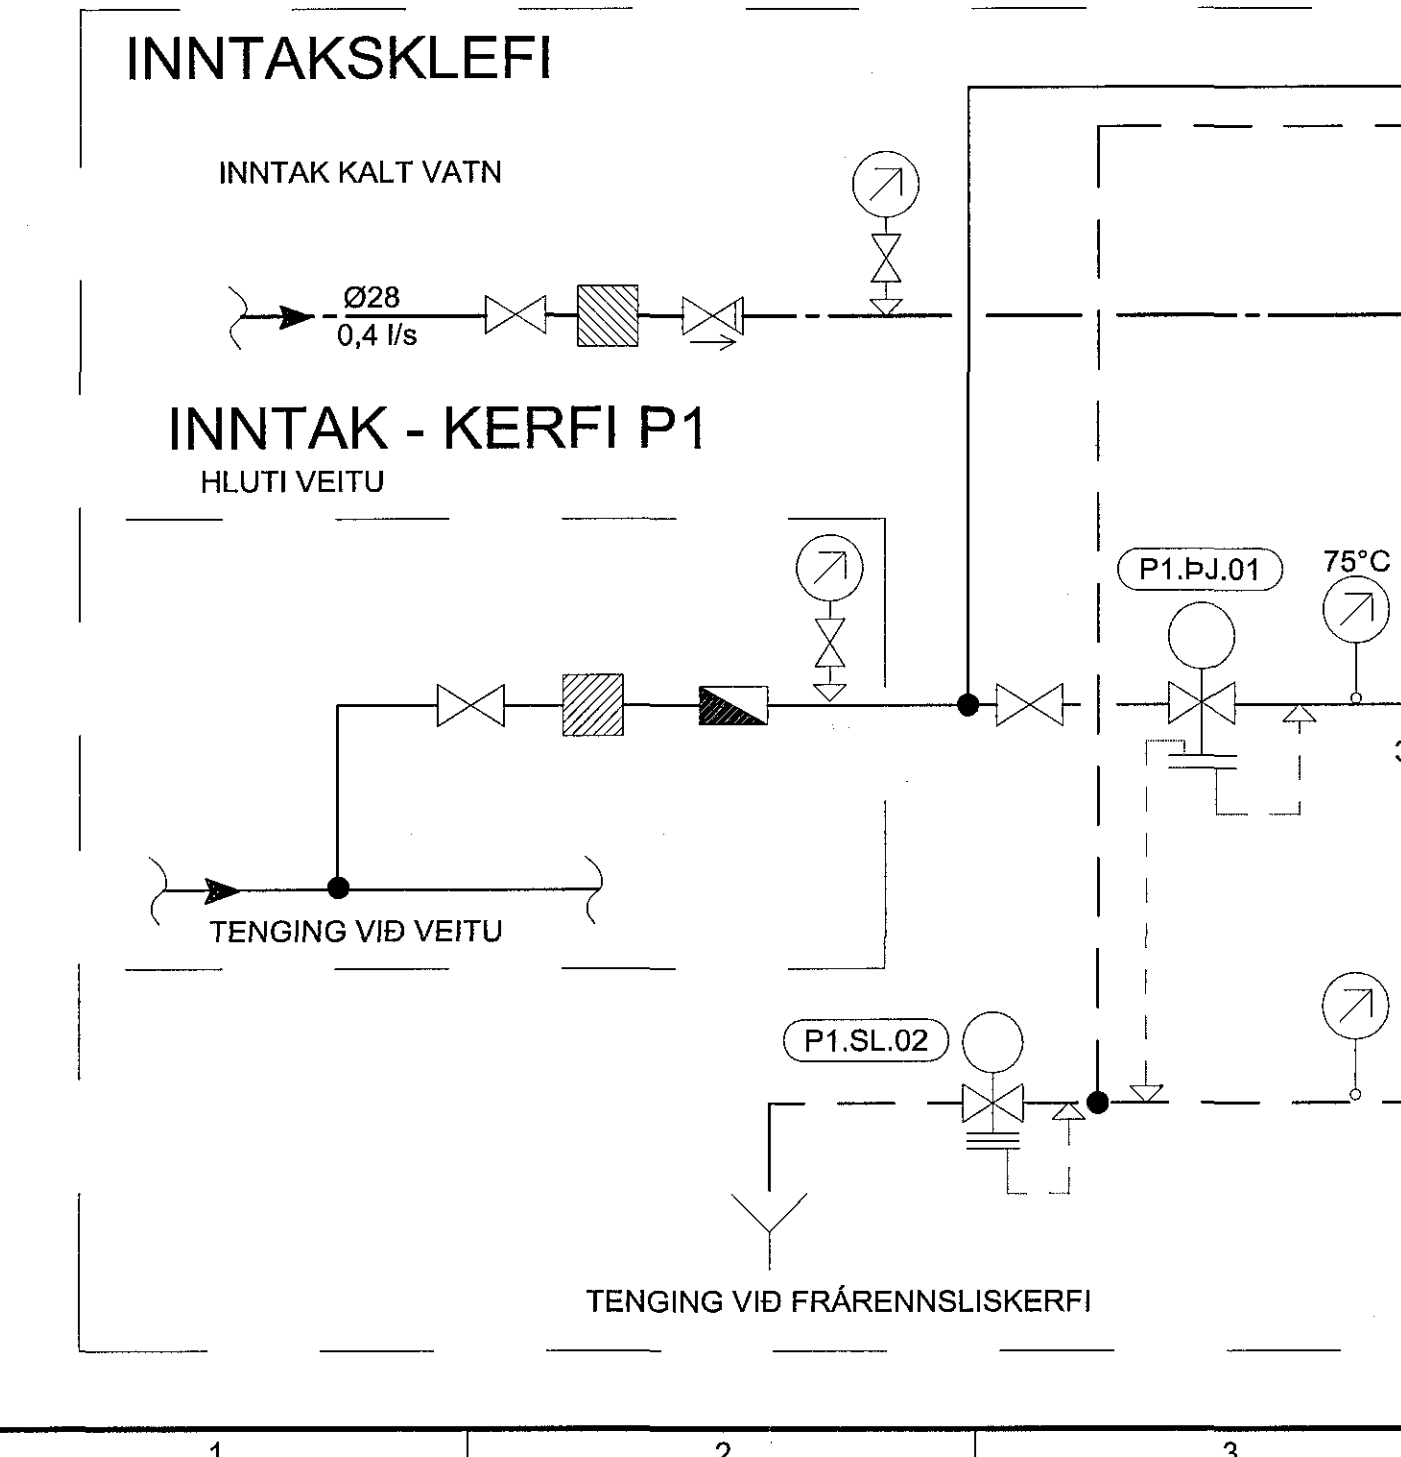 INNTAKSKLEFI
INNTAK KALT VATN
Ø28
0,4 l/s
INNTAK - KERFI P1
HLUTI VEITU
P1.ÞJ.01
75°C
TENGING VIÐ VEITU
P1.SL.02
TENGING VIÐ FRÁRENNSLISKERFI
1
2
3